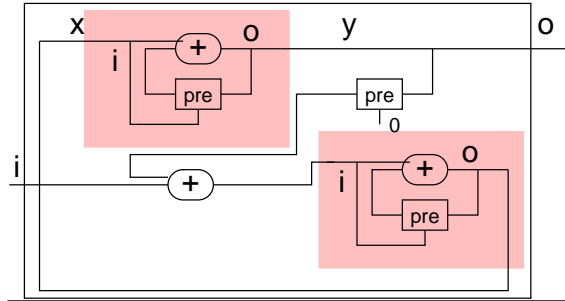 x + o y o
i
pre pre
0
i + + o
i
pre